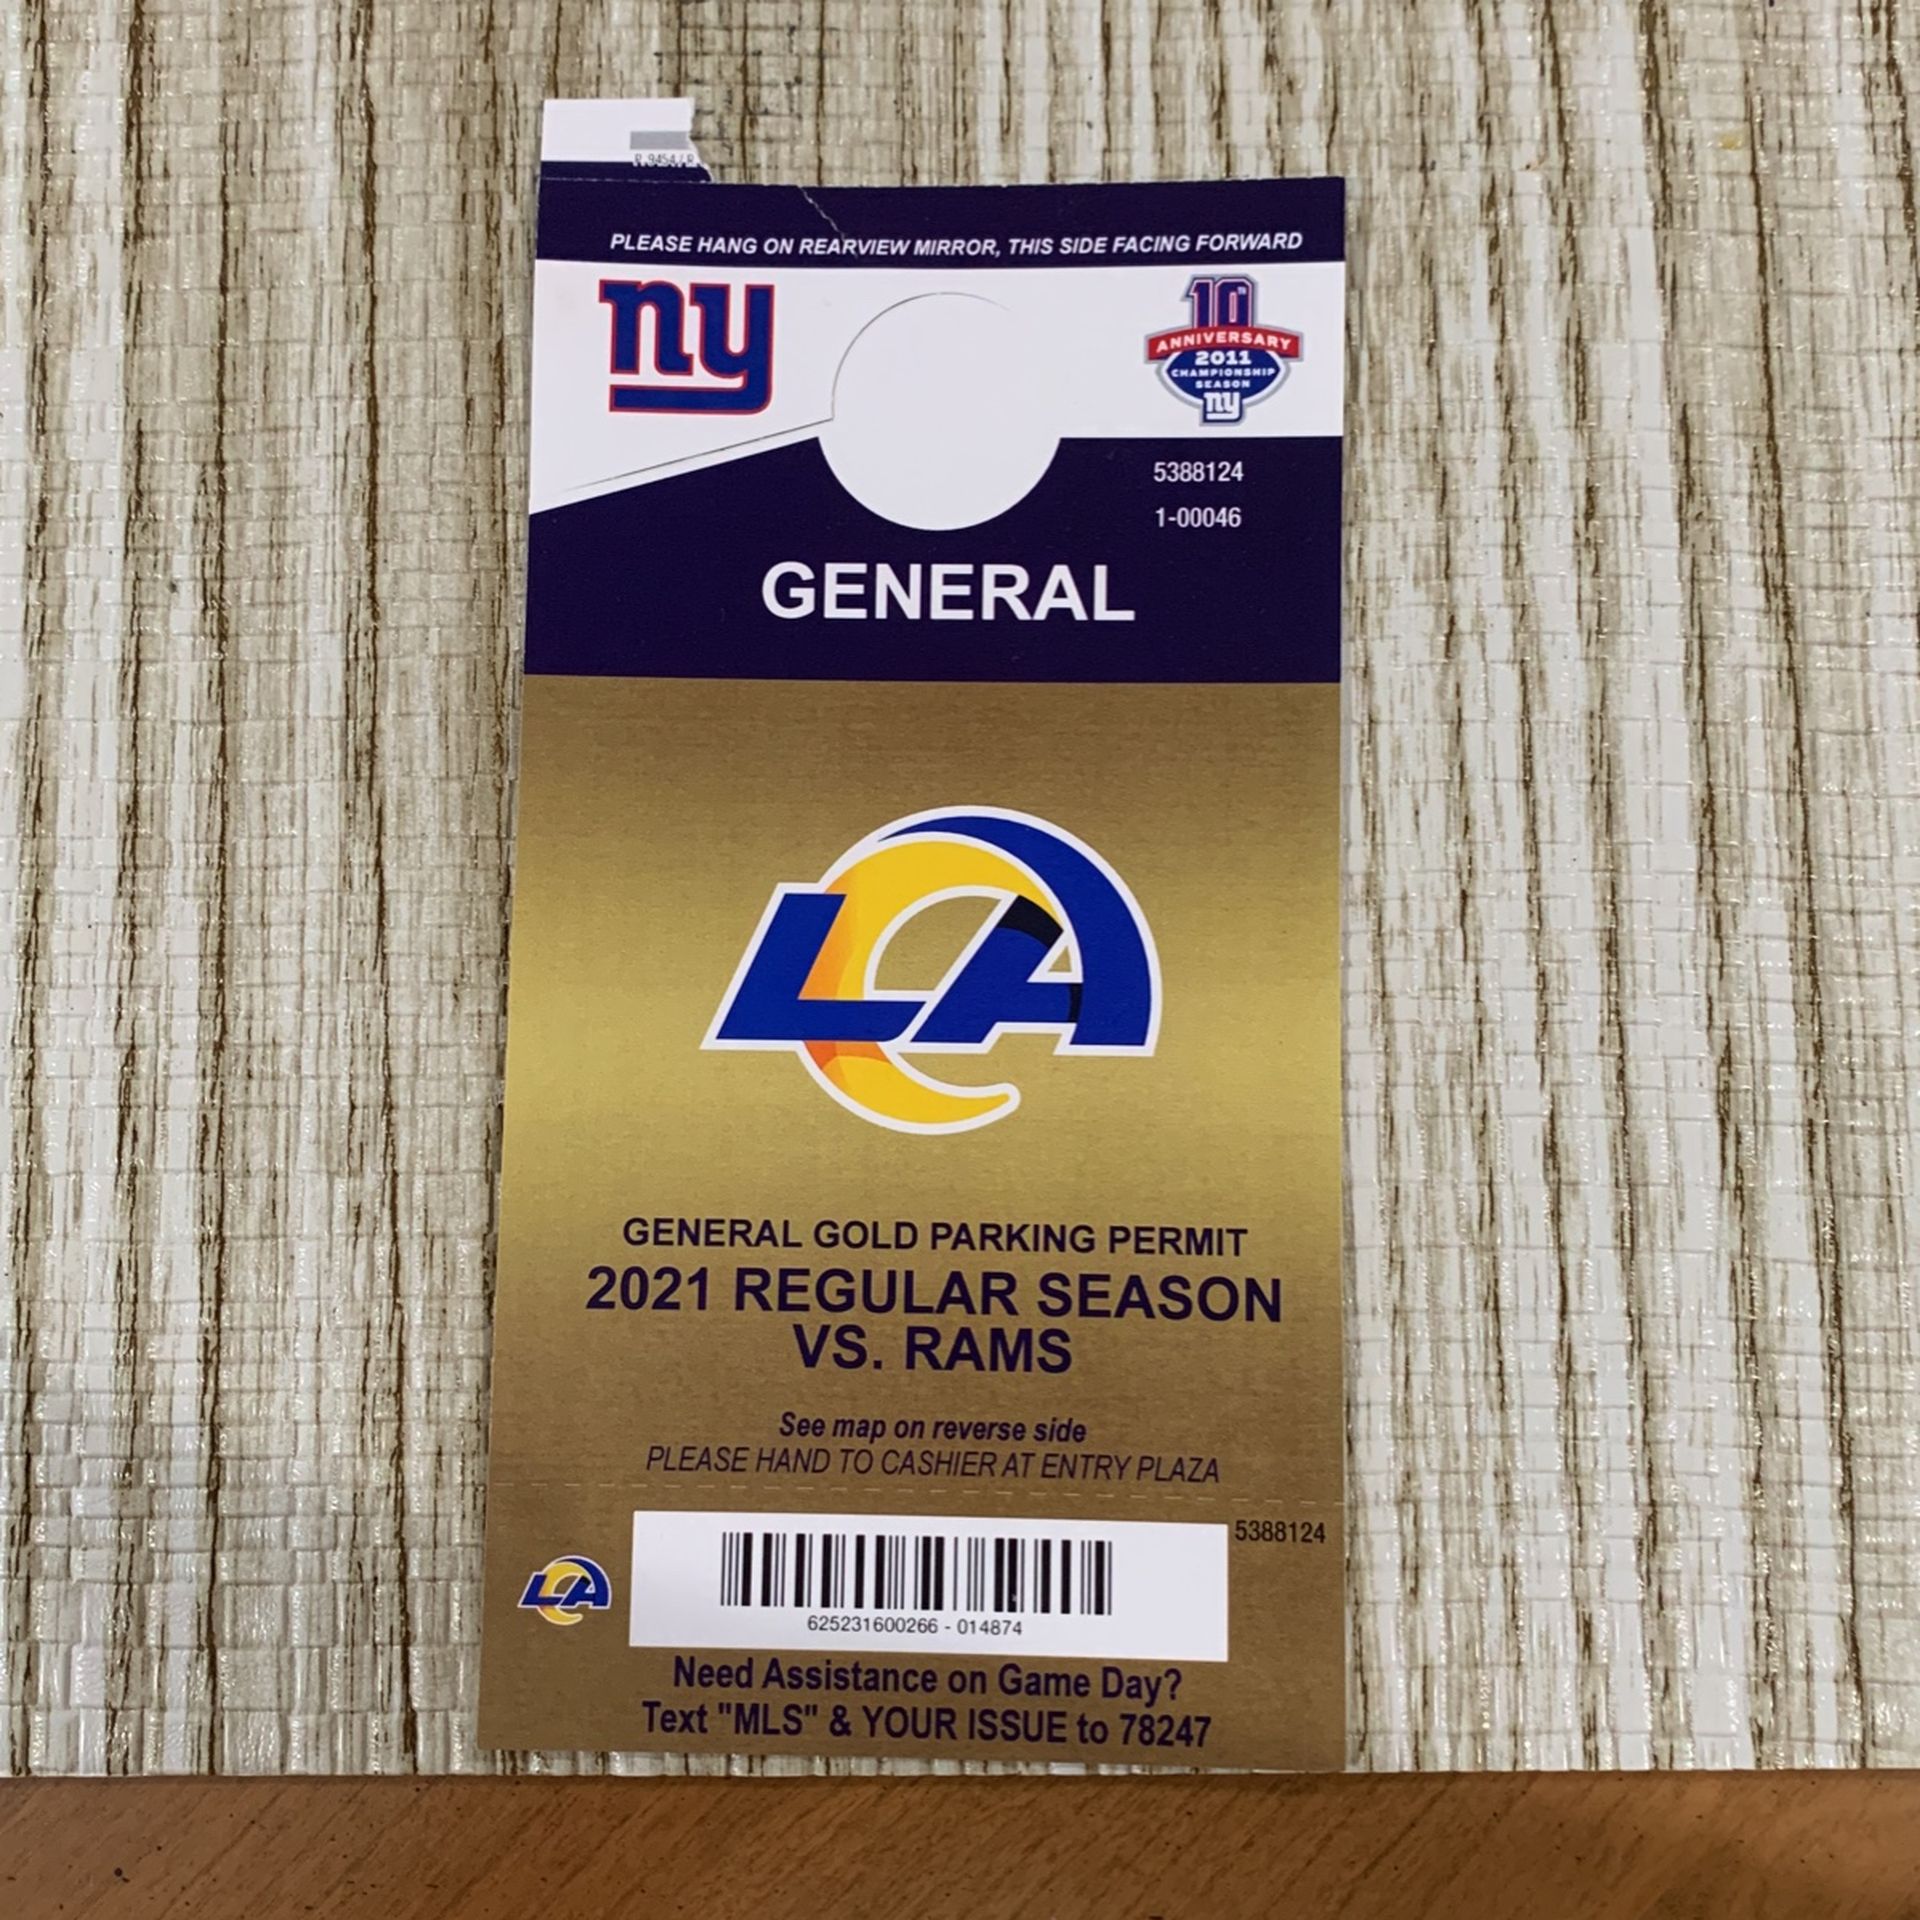 PLEASE HANG ON REARVIEW MIRROR, THIS SIDE FACING FORWARD
ny
10TH
ANNIVERSARY
2011
CHAMPIONSHIP
SEASON
ny
5388124
1-00046
GENERAL
LA
GENERAL GOLD PARKING PERMIT
2021 REGULAR SEASON
VS. RAMS
See map on reverse side
PLEASE HAND TO CASHIER AT ENTRY PLAZA
5388124
LA
625231600266 - 014874
Need Assistance on Game Day?
Text "MLS" & YOUR ISSUE to 78247